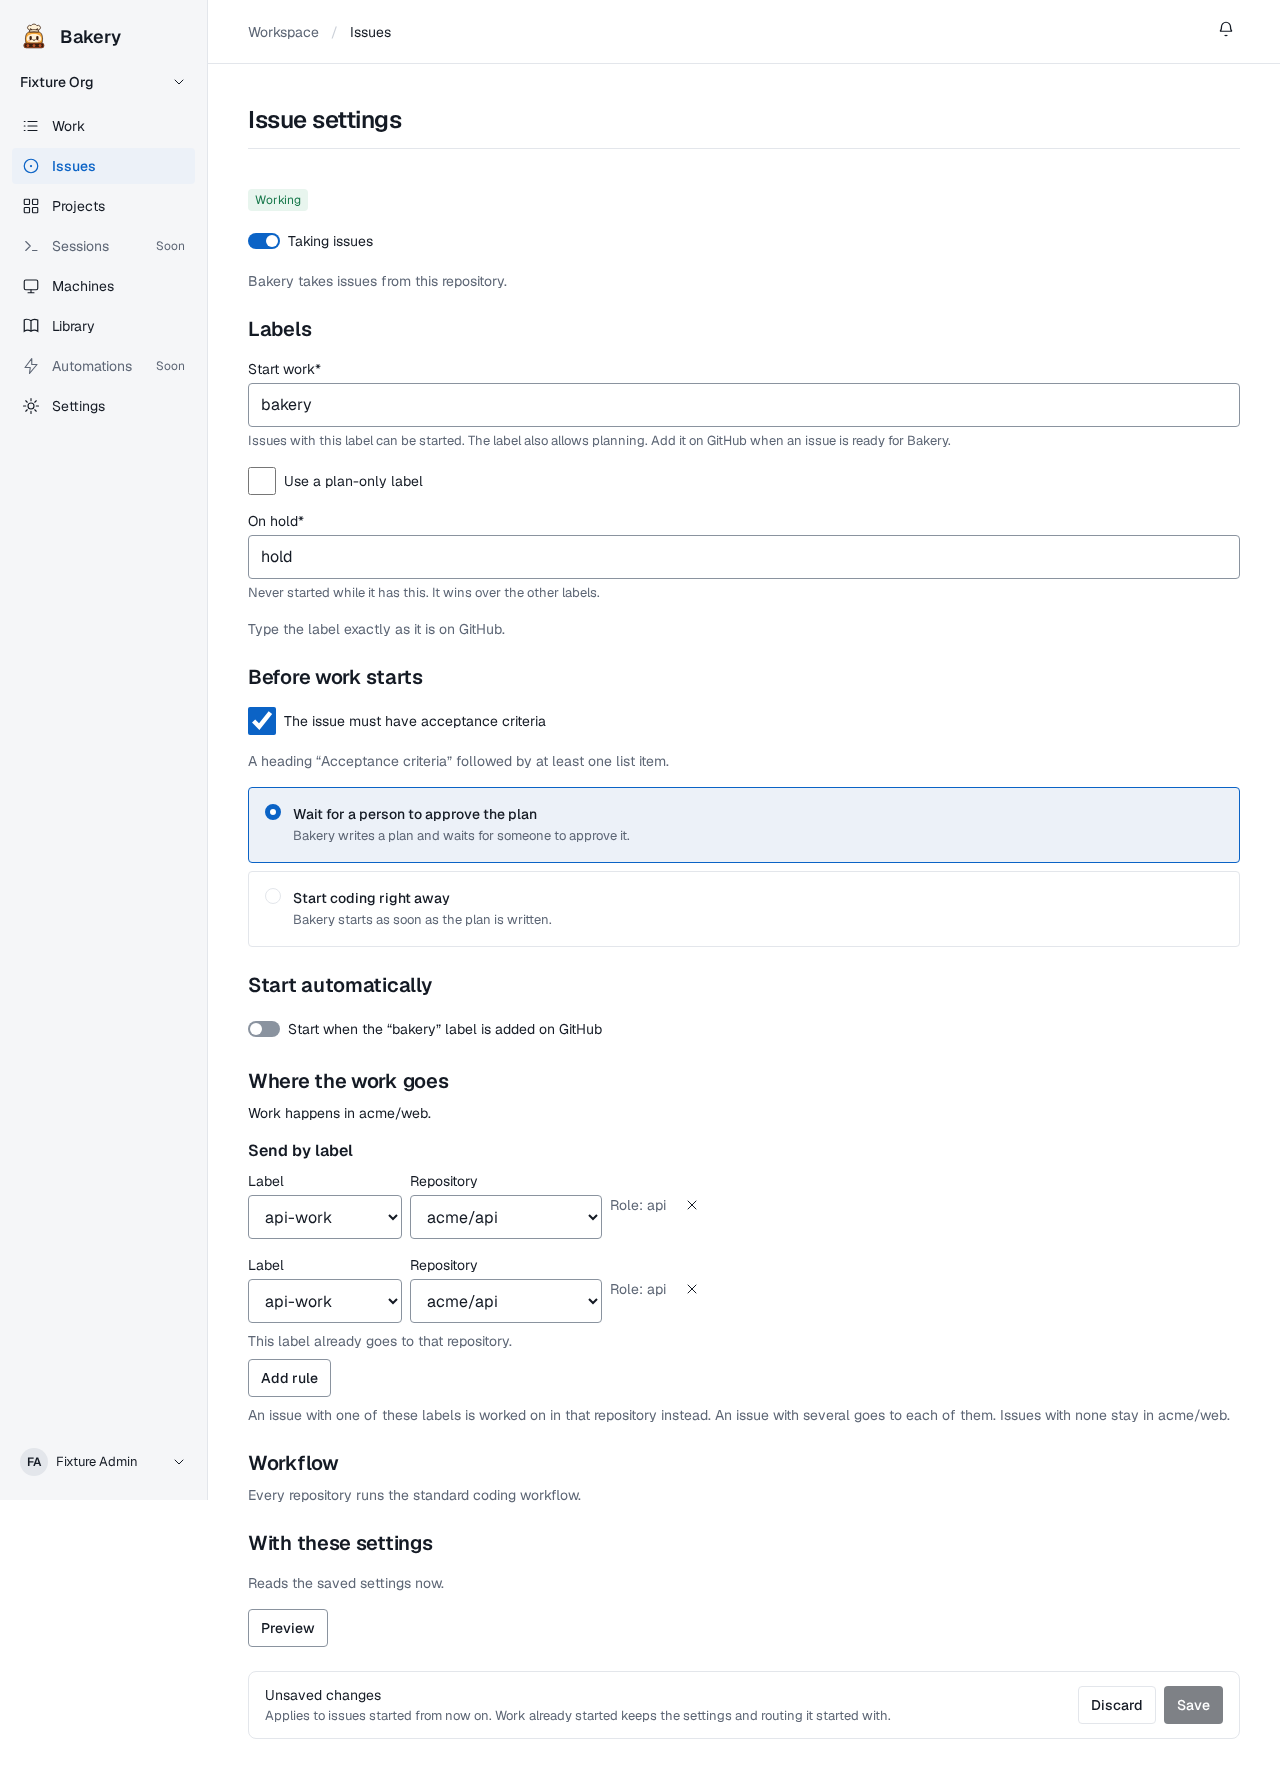 Bakery
Fixture Org
Work
Issues
Projects
Sessions Soon
Machines
Library
Automations Soon
Settings
FA Fixture Admin
Workspace / Issues
Issue settings
Working
Taking issues
Bakery takes issues from this repository.
Labels
Start work*
bakery
Issues with this label can be started. The label also allows planning. Add it on GitHub when an issue is ready for Bakery.
Use a plan-only label
On hold*
hold
Never started while it has this. It wins over the other labels.
Type the label exactly as it is on GitHub.
Before work starts
The issue must have acceptance criteria
A heading “Acceptance criteria” followed by at least one list item.
Wait for a person to approve the plan
Bakery writes a plan and waits for someone to approve it.
Start coding right away
Bakery starts as soon as the plan is written.
Start automatically
Start when the “bakery” label is added on GitHub
Where the work goes
Work happens in acme/web.
Send by label
Label Repository
api-work acme/api Role: api
Label Repository
api-work acme/api Role: api
This label already goes to that repository.
Add rule
An issue with one of these labels is worked on in that repository instead. An issue with several goes to each of them. Issues with none stay in acme/web.
Workflow
Every repository runs the standard coding workflow.
With these settings
Reads the saved settings now.
Preview
Unsaved changes
Applies to issues started from now on. Work already started keeps the settings and routing it started with.
Discard Save